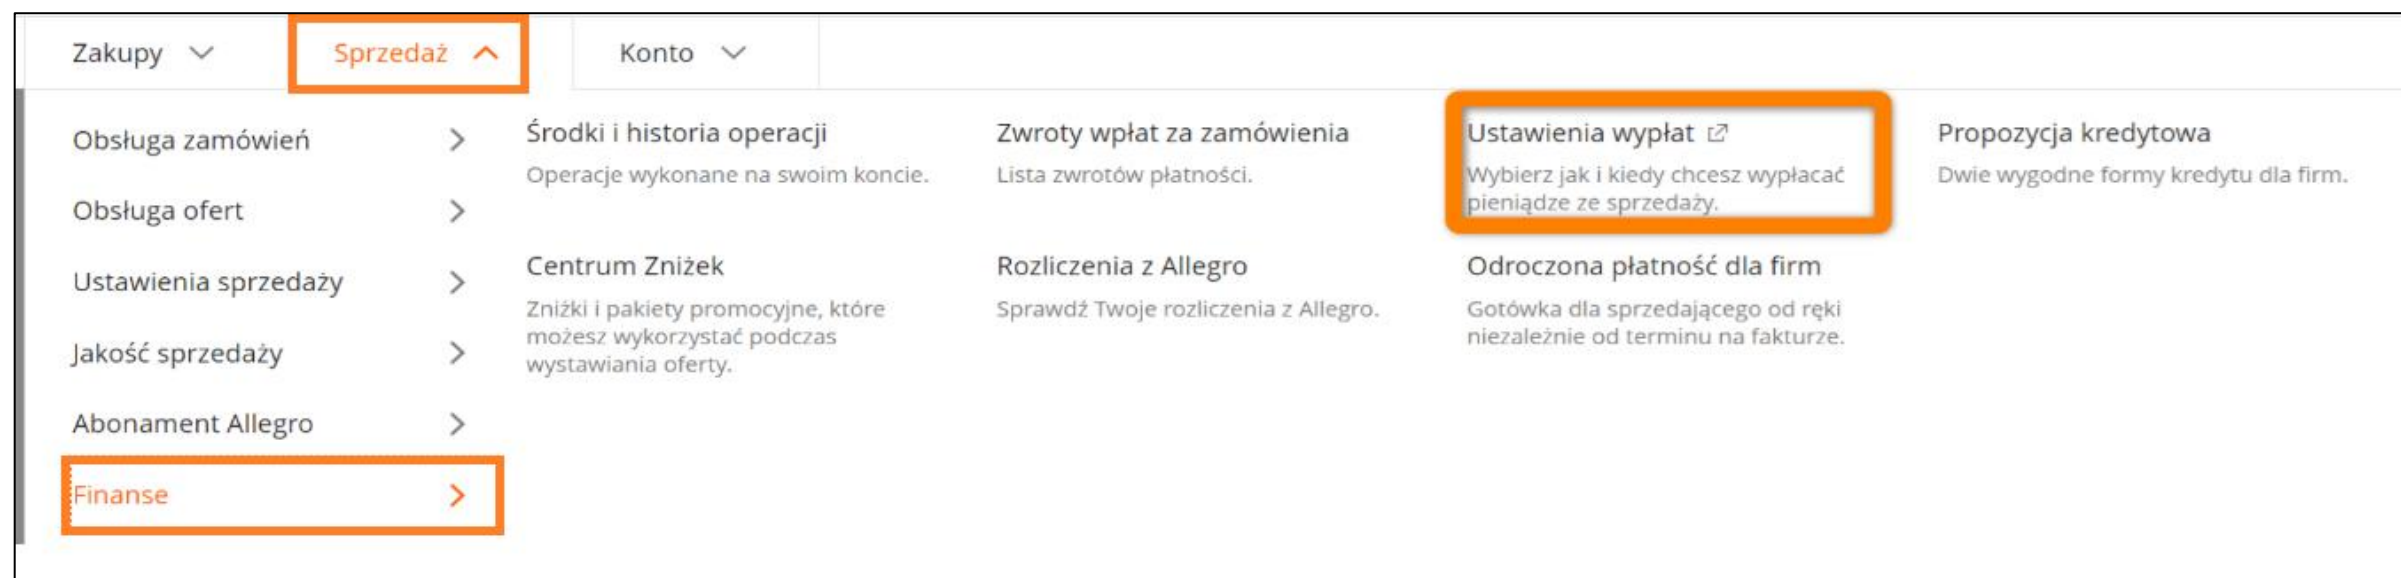 Zakupy
Sprzedaż
Konto
Obsługa zamówień
Obsługa ofert
Ustawienia sprzedaży
Jakość sprzedaży
Abonament Allegro
Finanse
Środki i historia operacji
Operacje wykonane na swoim koncie.
Zwroty wpłat za zamówienia
Lista zwrotów płatności.
Ustawienia wypłat
Wybierz jak i kiedy chcesz wypłacać
pieniądze ze sprzedaży.
Propozycja kredytowa
Dwie wygodne formy kredytu dla firm.
Centrum Zniżek
Zniżki i pakiety promocyjne, które
możesz wykorzystać podczas
wystawiania oferty.
Rozliczenia z Allegro
Sprawdź Twoje rozliczenia z Allegro.
Odroczona płatność dla firm
Gotówka dla sprzedającego od ręki
niezależnie od terminu na fakturze.